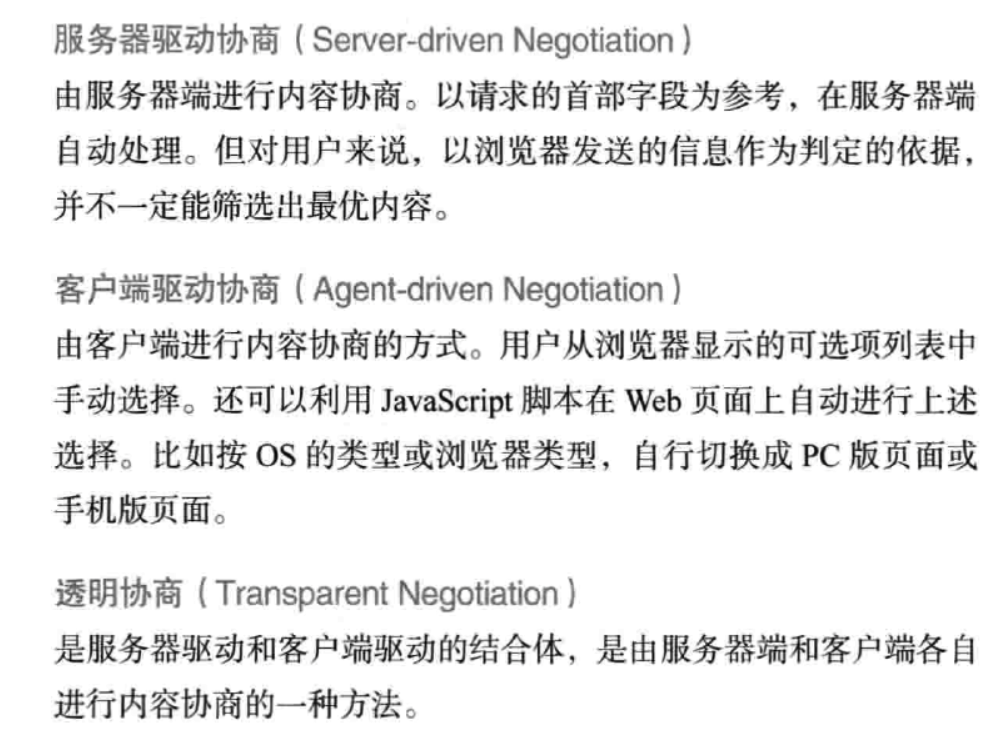 服务器驱动协商（Server-driven Negotiation）
由服务器端进行内容协商。以请求的首部字段为参考，在服务器端
自动处理。但对用户来说，以浏览器发送的信息作为判定的依据，
并不一定能筛选出最优内容。
客户端驱动协商（Agent-driven Negotiation）
由客户端进行内容协商的方式。用户从浏览器显示的可选项列表中
手动选择。还可以利用 JavaScript 脚本在 Web 页面上自动进行上述
选择。比如按 OS 的类型或浏览器类型，自行切换成 PC 版页面或
手机版页面。
透明协商（Transparent Negotiation）
是服务器驱动和客户端驱动的结合体，是由服务器端和客户端各自
进行内容协商的一种方法。